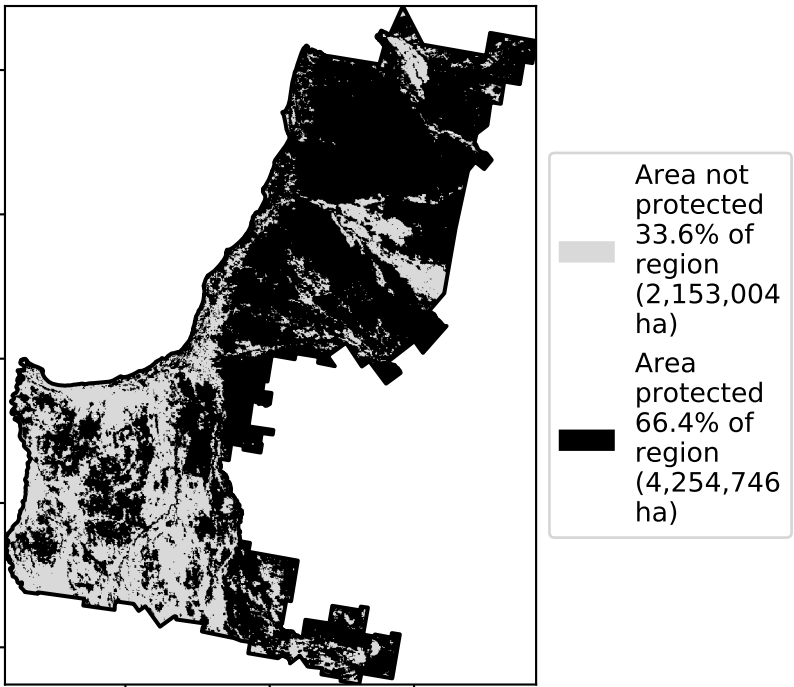 Area not
protected
33.6% of
region
(2,153,004
ha)
Area
protected
66.4% of
region
(4,254,746
ha)